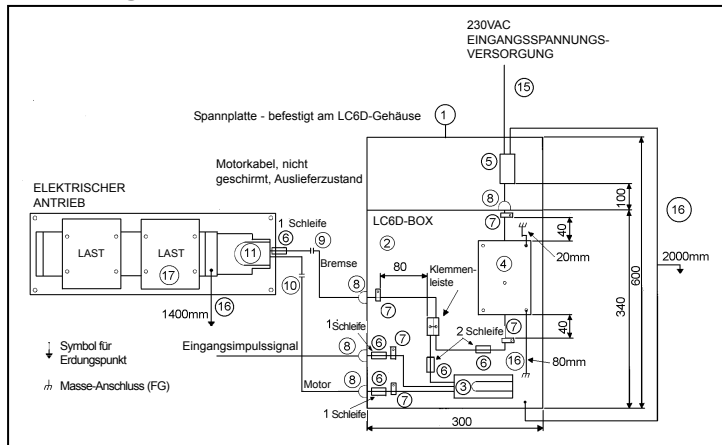 230VAC
EINGANGSSPANNUNGS-
VERSORGUNG
15
Spannplatte - befestigt am LC6D-Gehäuse
1
5
Motorkabel, nicht
geschirmt, Auslieferzustand
8
100
16
ELEKTRISCHER
ANTRIEB
1 Schleife
6
9
LC6D-BOX
7
40
2
4
20mm
2000mm
600
LAST
LAST
11
Bremse
80
Klemmen-
leiste
340
17
10
8
7
16
1400mm
1 Schleife
2 Schleife
7
40
Symbol für
Erdungspunkt
Eingangsimpulssignal
8
6
7
6
6
16
80mm
Masse-Anschluss (FG)
8
Motor
6
7
3
1 Schleife
300